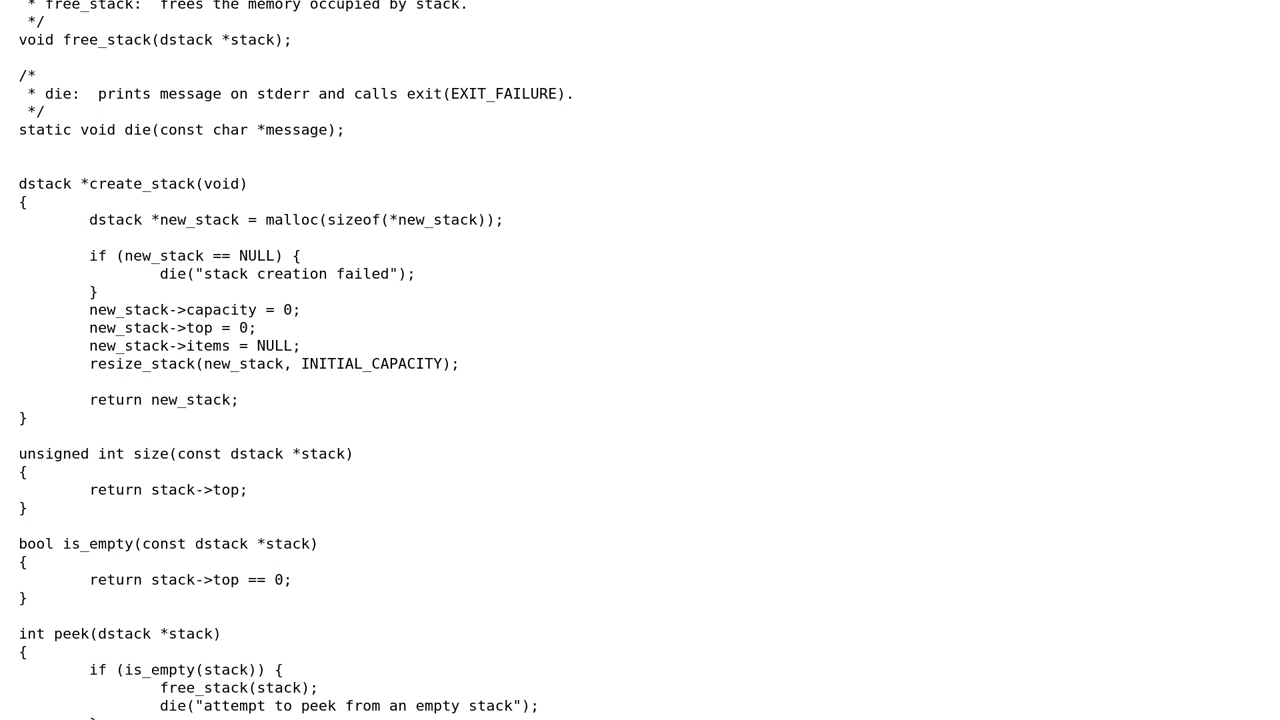 * free_stack:  frees the memory occupied by stack.
 */
void free_stack(dstack *stack);

/*
 * die:  prints message on stderr and calls exit(EXIT_FAILURE).
 */
static void die(const char *message);


dstack *create_stack(void)
{
        dstack *new_stack = malloc(sizeof(*new_stack));

        if (new_stack == NULL) {
                die("stack creation failed");
        }
        new_stack->capacity = 0;
        new_stack->top = 0;
        new_stack->items = NULL;
        resize_stack(new_stack, INITIAL_CAPACITY);

        return new_stack;
}

unsigned int size(const dstack *stack)
{
        return stack->top;
}

bool is_empty(const dstack *stack)
{
        return stack->top == 0;
}

int peek(dstack *stack)
{
        if (is_empty(stack)) {
                free_stack(stack);
                die("attempt to peek from an empty stack");
        }